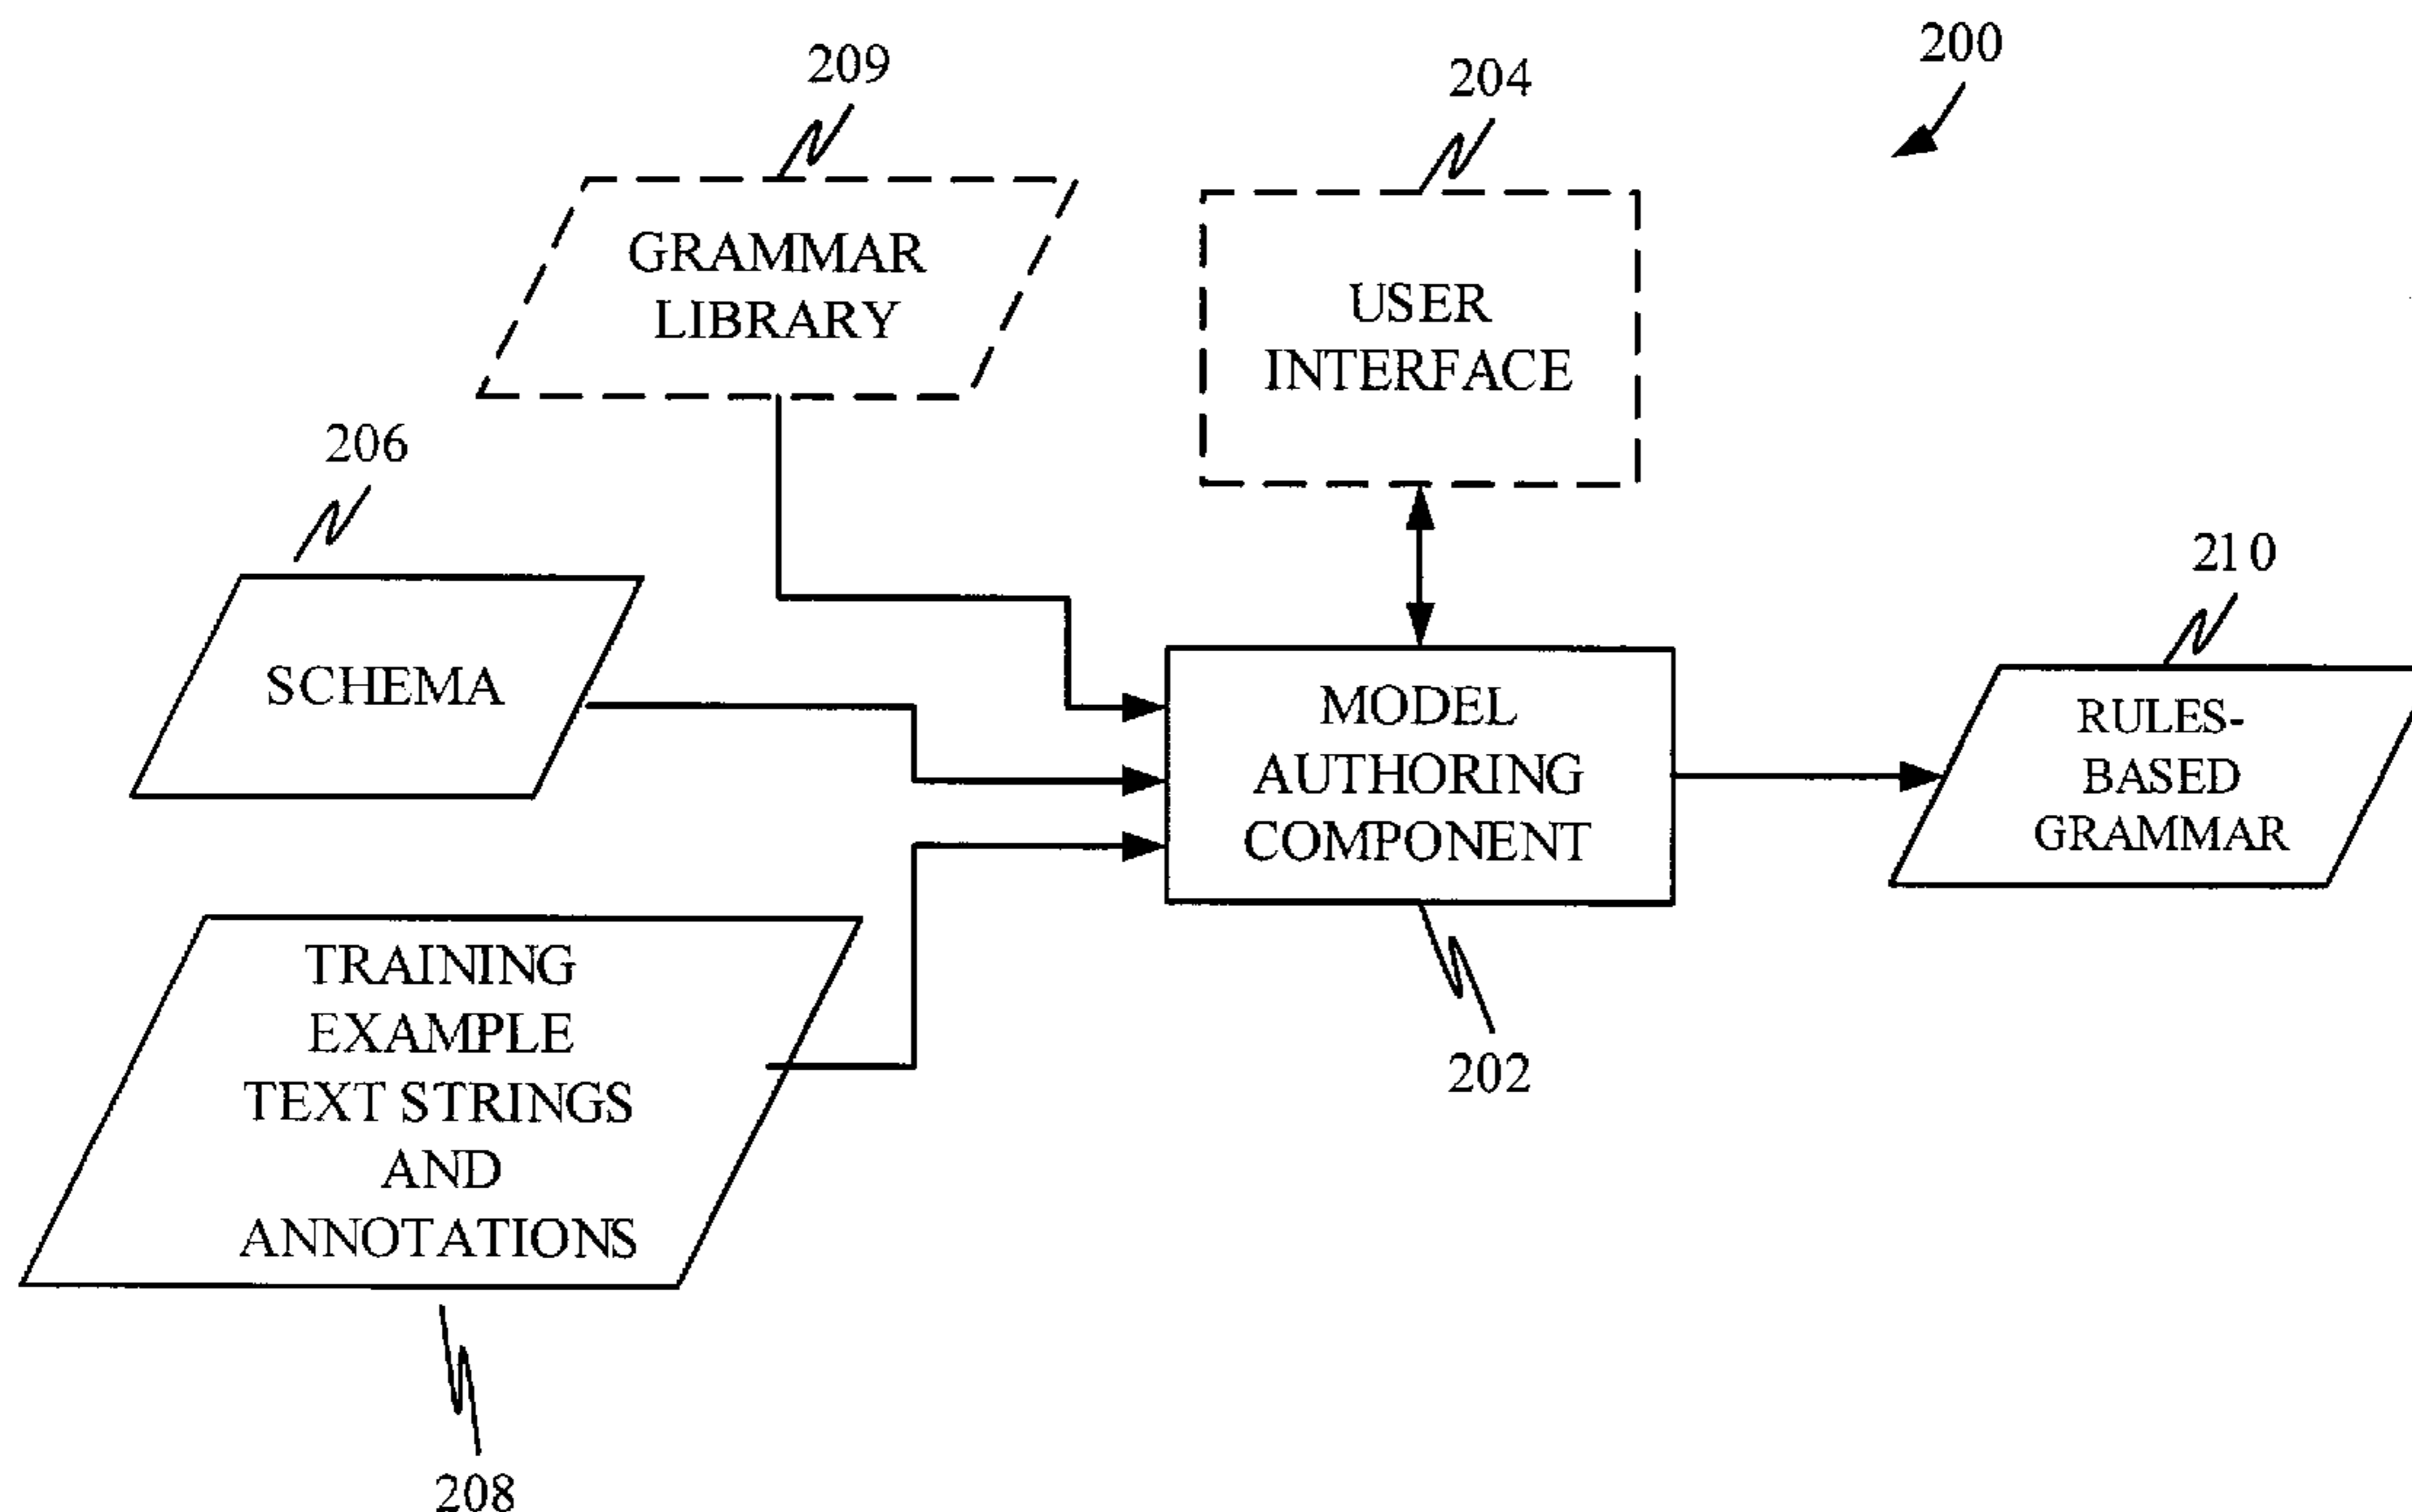 200
209
204
GRAMMAR
LIBRARY
USER
INTERFACE
206
210
SCHEMA
MODEL
AUTHORING
COMPONENT
RULES-
BASED
GRAMMAR
TRAINING
EXAMPLE
TEXT STRINGS
AND
ANNOTATIONS
202
208